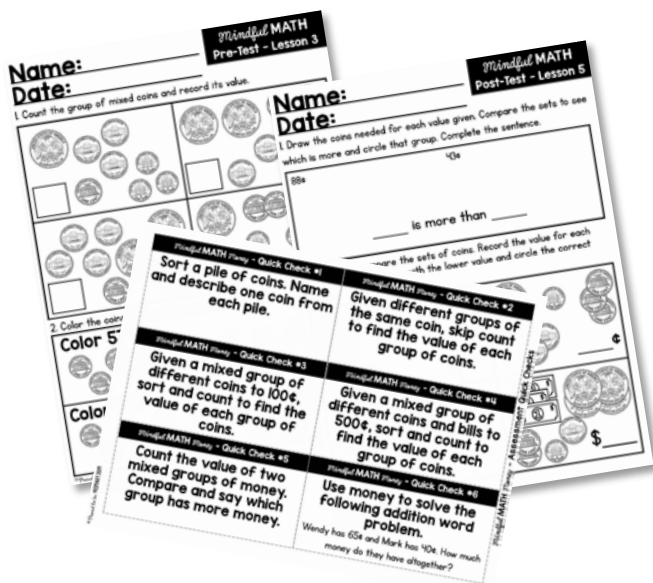 Mindful MATH
Pre-Test - Lesson 3
Name:
Date:
1. Count the group of mixed coins and record its value.
2. Color the coins
Color 5
Color
Mindful MATH
Post-Test - Lesson 5
Name:
Date:
1. Draw the coins needed for each value given. Compare the sets to see
which is more and circle that group. Complete the sentence.
88¢
43¢
____ is more than ____
the sets of coins. Record the value for each
with the lower value and circle the correct
____¢
$____
Mindful MATH Money - Quick Check #1
Sort a pile of coins. Name
and describe one coin from
each pile.
Mindful MATH Money - Quick Check #2
Given different groups of
the same coin, skip count
to find the value of each
group of coins.
Mindful MATH Money - Quick Check #3
Given a mixed group of
different coins to 100¢,
sort and count to find the
value of each group of
coins.
Mindful MATH Money - Quick Check #4
Given a mixed group of
different coins and bills to
500¢, sort and count to
find the value of each
group of coins.
Mindful MATH Money - Quick Check #5
Count the value of two
mixed groups of money.
Compare and say which
group has more money.
Mindful MATH Money - Quick Check #6
Use money to solve the
following addition word
problem.
Wendy has 65¢ and Mark has 40¢. How much
money do they have altogether?
Mindful MATH Money - Assessment Quick Checks